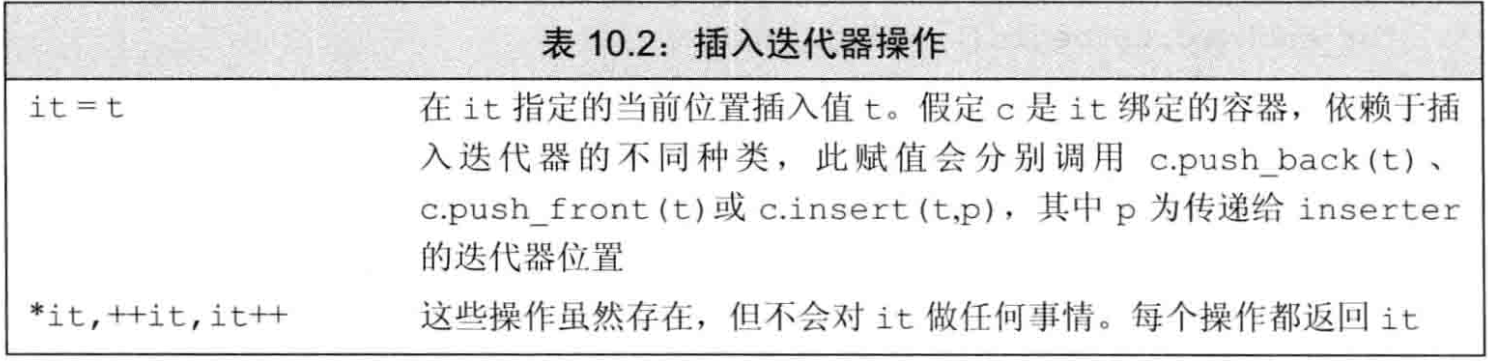 表 10.2：插入迭代器操作
it = t 在 it 指定的当前位置插入值 t。假定 c 是 it 绑定的容器，依赖于插
入迭代器的不同种类，此赋值会分别调用 c.push_back(t)、
c.push_front(t)或 c.insert(t,p)，其中 p 为传递给 inserter
的迭代器位置
*it,++it,it++ 这些操作虽然存在，但不会对 it 做任何事情。每个操作都返回 it